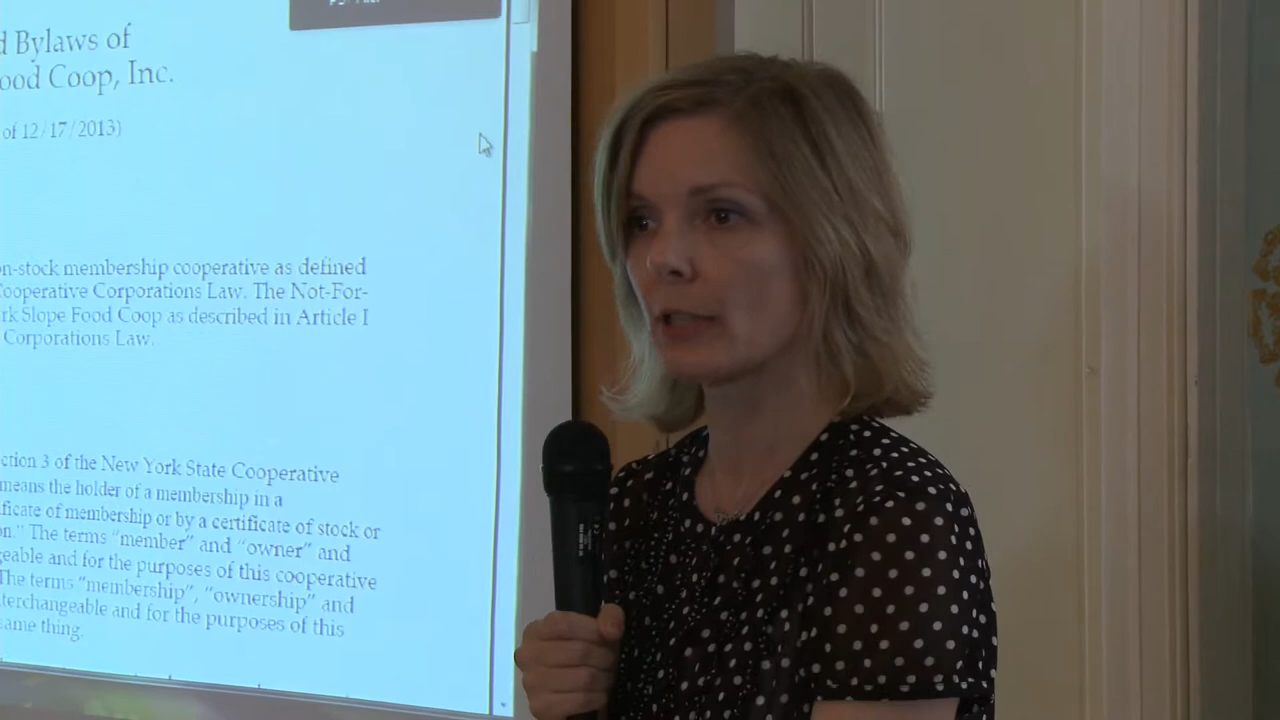 Bylaws of
ood Coop, Inc.
of 12/17/2013)
n-stock membership cooperative as defined
Cooperative Corporations Law. The Not-For-
rk Slope Food Coop as described in Article I
Corporations Law.
ction 3 of the New York State Cooperative
means the holder of a membership in a
ificate of membership or by a certificate of stock or
on." The terms "member" and "owner" and
geable and for the purposes of this cooperative
The terms "membership", "ownership" and
terchangeable and for the purposes of this
ame thing.